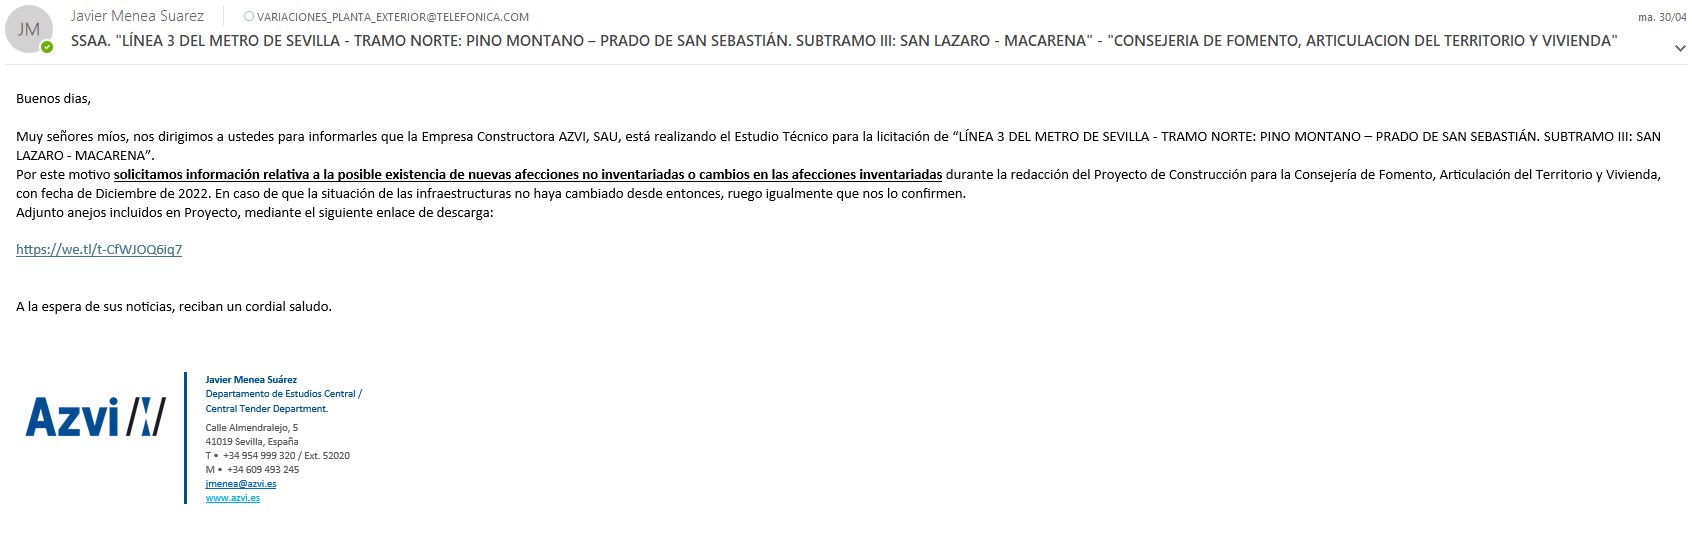 JM
Javier Menea Suarez
VARIACIONES_PLANTA_EXTERIOR@TELEFONICA.COM
ma. 30/04
SSAA. "LÍNEA 3 DEL METRO DE SEVILLA - TRAMO NORTE: PINO MONTANO – PRADO DE SAN SEBASTIÁN. SUBTRAMO III: SAN LAZARO - MACARENA" - "CONSEJERIA DE FOMENTO, ARTICULACION DEL TERRITORIO Y VIVIENDA"
Buenos dias,
Muy señores míos, nos dirigimos a ustedes para informarles que la Empresa Constructora AZVI, SAU, está realizando el Estudio Técnico para la licitación de “LÍNEA 3 DEL METRO DE SEVILLA - TRAMO NORTE: PINO MONTANO – PRADO DE SAN SEBASTIÁN. SUBTRAMO III: SAN
LAZARO - MACARENA”.
Por este motivo solicitamos información relativa a la posible existencia de nuevas afecciones no inventariadas o cambios en las afecciones inventariadas durante la redacción del Proyecto de Construcción para la Consejería de Fomento, Articulación del Territorio y Vivienda,
con fecha de Diciembre de 2022. En caso de que la situación de las infraestructuras no haya cambiado desde entonces, ruego igualmente que nos lo confirmen.
Adjunto anejos incluidos en Proyecto, mediante el siguiente enlace de descarga:
https://we.tl/t-CfWJOQ6iq7
A la espera de sus noticias, reciban un cordial saludo.
Azvi
Javier Menea Suárez
Departamento de Estudios Central /
Central Tender Department.
Calle Almendralejo, 5
41019 Sevilla, España
T • +34 954 999 320 / Ext. 52020
M • +34 609 493 245
jmenea@azvi.es
www.azvi.es